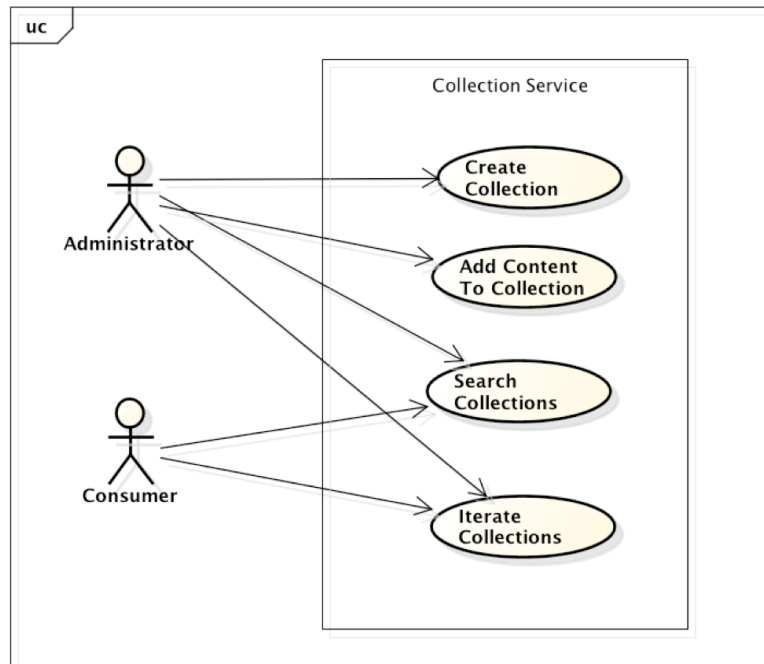 uc
Collection Service
Create
Collection
Administrator
Add Content
To Collection
Search
Collections
Consumer
Iterate
Collections